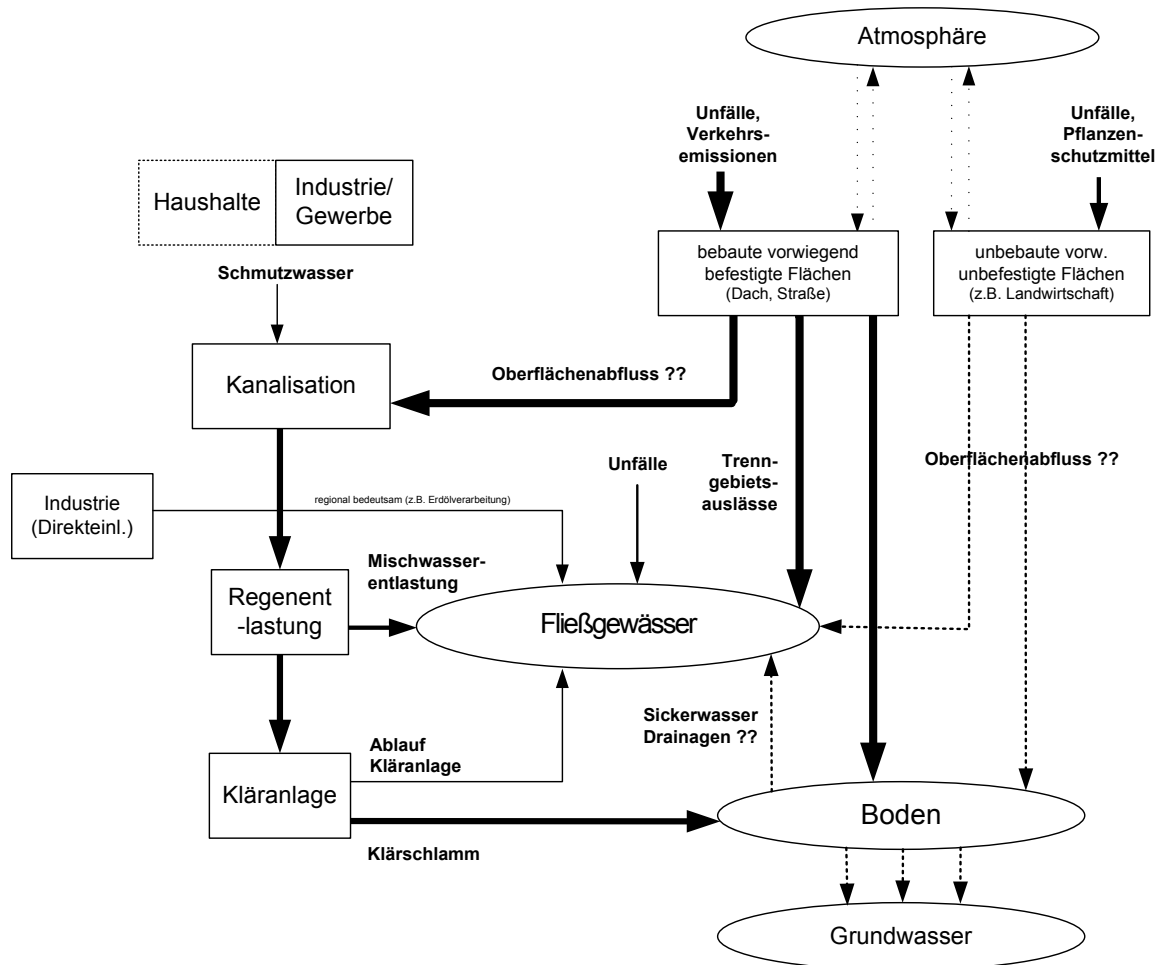 Atmosphäre
Unfälle,
Verkehrs-
emissionen
Unfälle,
Pflanzen-
schutzmittel
Haushalte
Industrie/
Gewerbe
bebaute vorwiegend
befestigte Flächen
(Dach, Straße)
unbebaute vorw.
unbefestigte Flächen
(z.B. Landwirtschaft)
Schmutzwasser
Kanalisation
Oberflächenabfluss ??
Unfälle
Trenn-
gebiets-
auslässe
Oberflächenabfluss ??
Industrie
(Direkteinl.)
regional bedeutsam (z.B. Erdölverarbeitung)
Mischwasser-
entlastung
Regenent
-lastung
Fließgewässer
Sickerwasser
Drainagen ??
Ablauf
Kläranlage
Kläranlage
Boden
Klärschlamm
Grundwasser